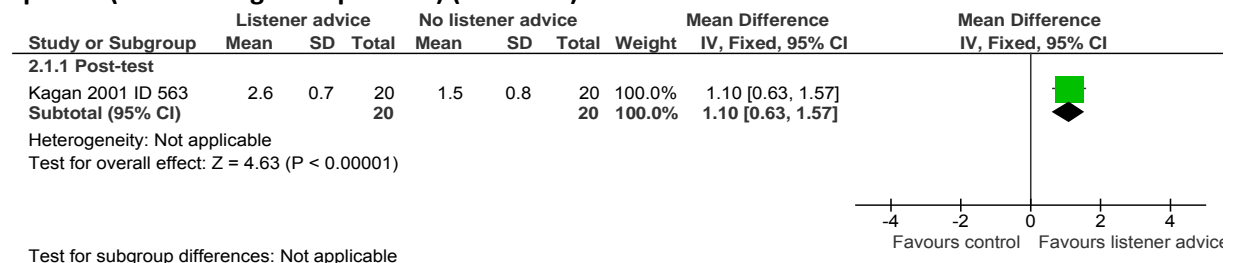 Listener advice No listener advice Mean Difference Mean Difference
Study or Subgroup Mean SD Total Mean SD Total Weight IV, Fixed, 95% CI IV, Fixed, 95% CI
2.1.1 Post-test
Kagan 2001 ID 563 2.6 0.7 20 1.5 0.8 20 100.0% 1.10 [0.63, 1.57]
Subtotal (95% CI) 20 20 100.0% 1.10 [0.63, 1.57]
Heterogeneity: Not applicable
Test for overall effect: Z = 4.63 (P < 0.00001)
-4 -2 0 2 4
Favours control Favours listener advice
Test for subgroup differences: Not applicable